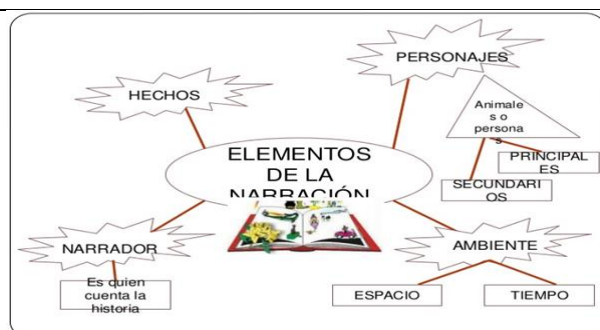 PERSONAJES
HECHOS
Animale
s o
persona
s
ELEMENTOS
DE LA
NARRACIÓN
PRINCIPAL
ES
SECUNDARI
OS
NARRADOR
AMBIENTE
Es quien
cuenta la
historia
ESPACIO
TIEMPO